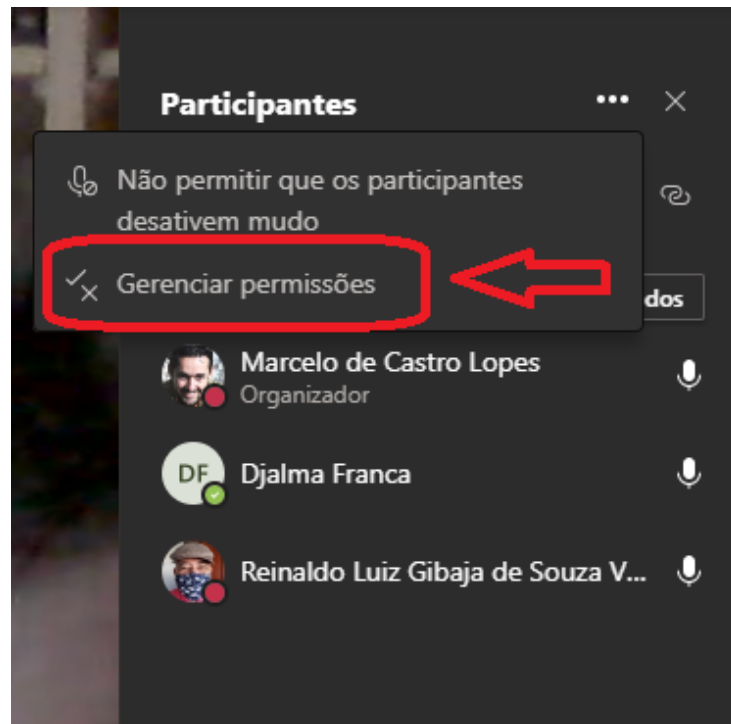 Participantes
Não permitir que os participantes
desativem mudo
Gerenciar permissões
dos
Marcelo de Castro Lopes
Organizador
DF
Djalma Franca
Reinaldo Luiz Gibaja de Souza V...